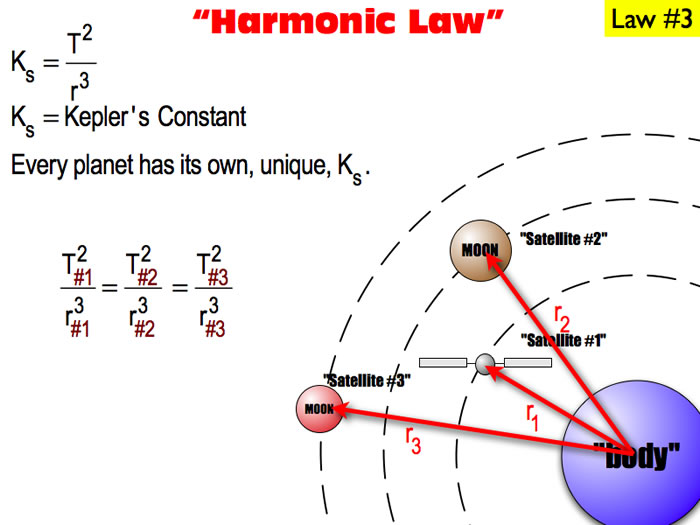 “Harmonic Law”
Law #3
Kₛ = T²/r³
Kₛ = Kepler's Constant
Every planet has its own, unique, Kₛ.
T²#1/r³#1 = T²#2/r³#2 = T²#3/r³#3
MOON
"Satellite #2"
r₂
"Satellite #1"
"Satellite #3"
MOON
r₁
r₃
"body"